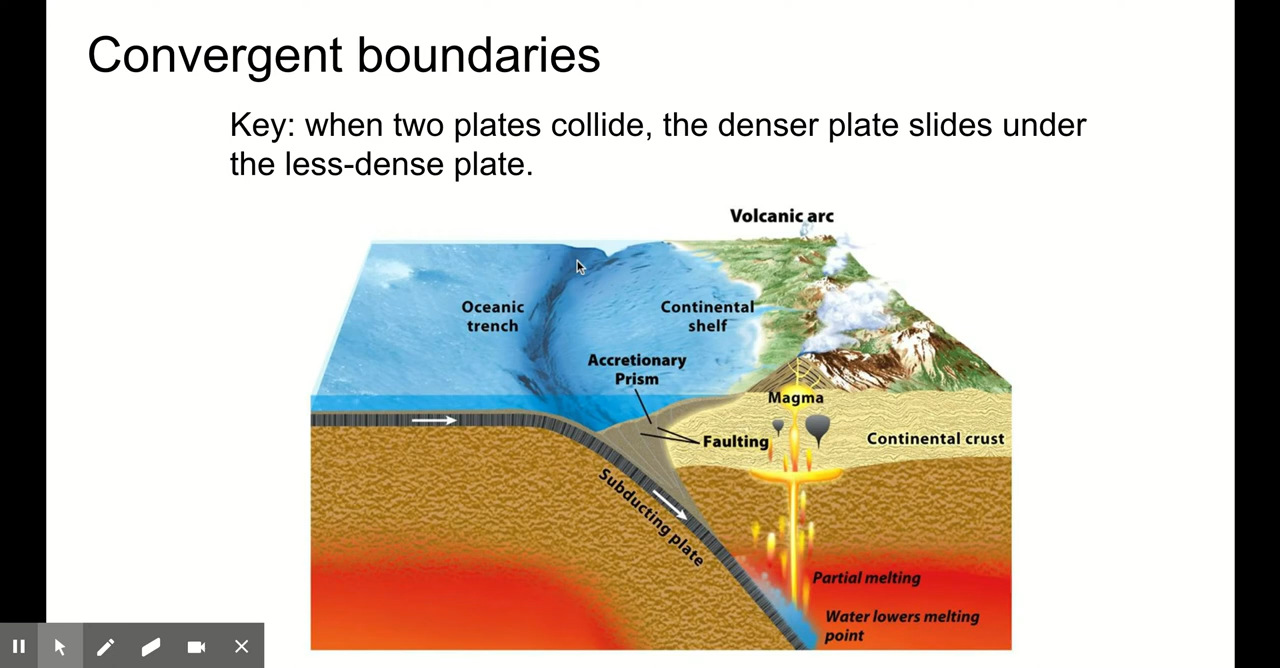 Convergent boundaries
Key: when two plates collide, the denser plate slides under
the less-dense plate.
Volcanic arc
Oceanic
trench
Continental
shelf
Accretionary
Prism
Magma
Faulting
Continental crust
Subducting plate
Partial melting
Water lowers melting
point